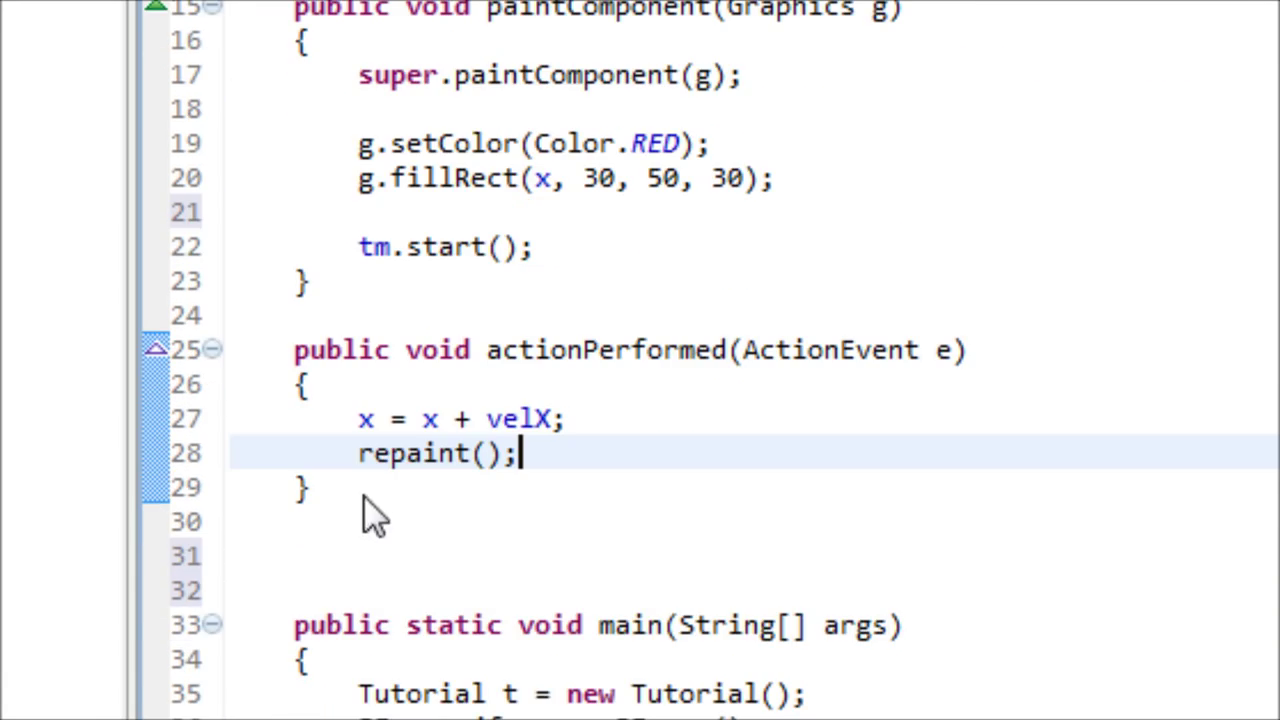 15 public void paintComponent(Graphics g)
16 {
17 super.paintComponent(g);
18
19 g.setColor(Color.RED);
20 g.fillRect(x, 30, 50, 30);
21
22 tm.start();
23 }
24
25 public void actionPerformed(ActionEvent e)
26 {
27 x = x + velX;
28 repaint();
29 }
30
31
32
33 public static void main(String[] args)
34 {
35 Tutorial t = new Tutorial();